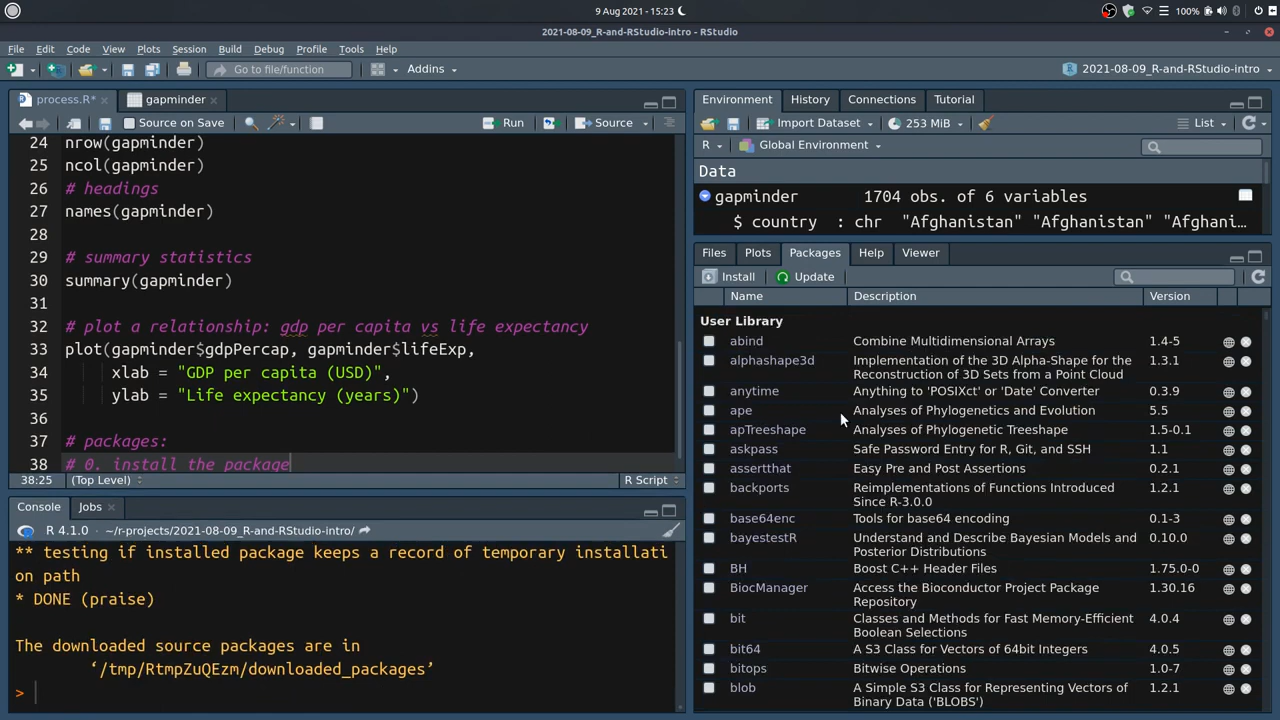 9 Aug 2021 - 15:23
100%
2021-08-09_R-and-RStudio-intro - RStudio
File Edit Code View Plots Session Build Debug Profile Tools Help
Go to file/function
Addins
2021-08-09_R-and-RStudio-intro
process.R*
gapminder
Source on Save
Run
Source
24 nrow(gapminder)
25 ncol(gapminder)
26 # headings
27 names(gapminder)
28
29 # summary statistics
30 summary(gapminder)
31
32 # plot a relationship: gdp per capita vs life expectancy
33 plot(gapminder$gdpPercap, gapminder$lifeExp,
34 xlab = "GDP per capita (USD)",
35 ylab = "Life expectancy (years)")
36
37 # packages:
38 # 0. install the package
38:25 (Top Level) R Script
Console Jobs
R 4.1.0 · ~/r-projects/2021-08-09_R-and-RStudio-intro/
** testing if installed package keeps a record of temporary installati
on path
* DONE (praise)
The downloaded source packages are in
‘/tmp/RtmpZuQEzm/downloaded_packages’
>
Environment History Connections Tutorial
Import Dataset 253 MiB List
R Global Environment
Data
gapminder 1704 obs. of 6 variables
$ country : chr "Afghanistan" "Afghanistan" "Afghani…
Files Plots Packages Help Viewer
Install Update
Name Description Version
User Library
abind Combine Multidimensional Arrays 1.4-5
alphashape3d Implementation of the 3D Alpha-Shape for the 1.3.1
Reconstruction of 3D Sets from a Point Cloud
anytime Anything to 'POSIXct' or 'Date' Converter 0.3.9
ape Analyses of Phylogenetics and Evolution 5.5
apTreeshape Analyses of Phylogenetic Treeshape 1.5-0.1
askpass Safe Password Entry for R, Git, and SSH 1.1
assertthat Easy Pre and Post Assertions 0.2.1
backports Reimplementations of Functions Introduced 1.2.1
Since R-3.0.0
base64enc Tools for base64 encoding 0.1-3
bayestestR Understand and Describe Bayesian Models and 0.10.0
Posterior Distributions
BH Boost C++ Header Files 1.75.0-0
BiocManager Access the Bioconductor Project Package 1.30.16
Repository
bit Classes and Methods for Fast Memory-Efficient 4.0.4
Boolean Selections
bit64 A S3 Class for Vectors of 64bit Integers 4.0.5
bitops Bitwise Operations 1.0-7
blob A Simple S3 Class for Representing Vectors of 1.2.1
Binary Data ('BLOBS')